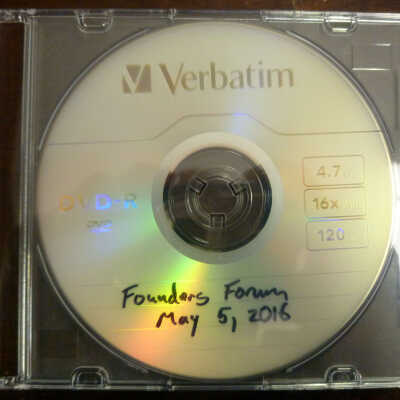 Verbatim
DVD-R
4.7
16x
120
Founders Forum
May 5, 2016